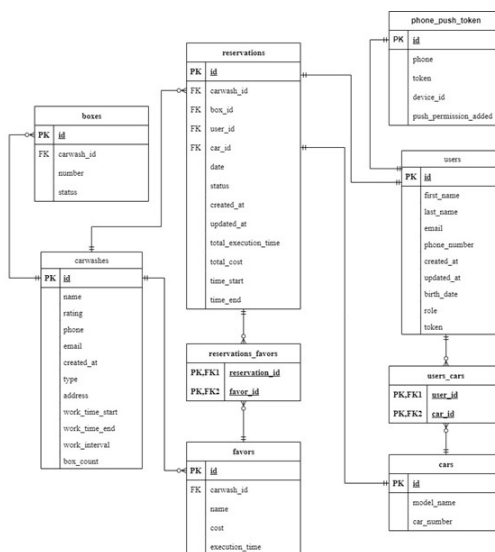 phone_push_token
PK id
phone
token
device_id
push_permission_added
reservations
PK id
FK carwash_id
FK box_id
FK user_id
FK car_id
date
status
created_at
updated_at
total_execution_time
total_cost
time_start
time_end
boxes
PK id
FK carwash_id
number
status
users
PK id
first_name
last_name
email
phone_number
created_at
updated_at
birth_date
role
token
carwashes
PK id
name
rating
phone
email
created_at
type
address
work_time_start
work_time_end
work_interval
box_count
reservations_favors
PK,FK1 reservation_id
PK,FK2 favor_id
users_cars
PK,FK1 user_id
PK,FK2 car_id
favors
PK id
FK carwash_id
name
cost
execution_time
cars
PK id
model_name
car_number